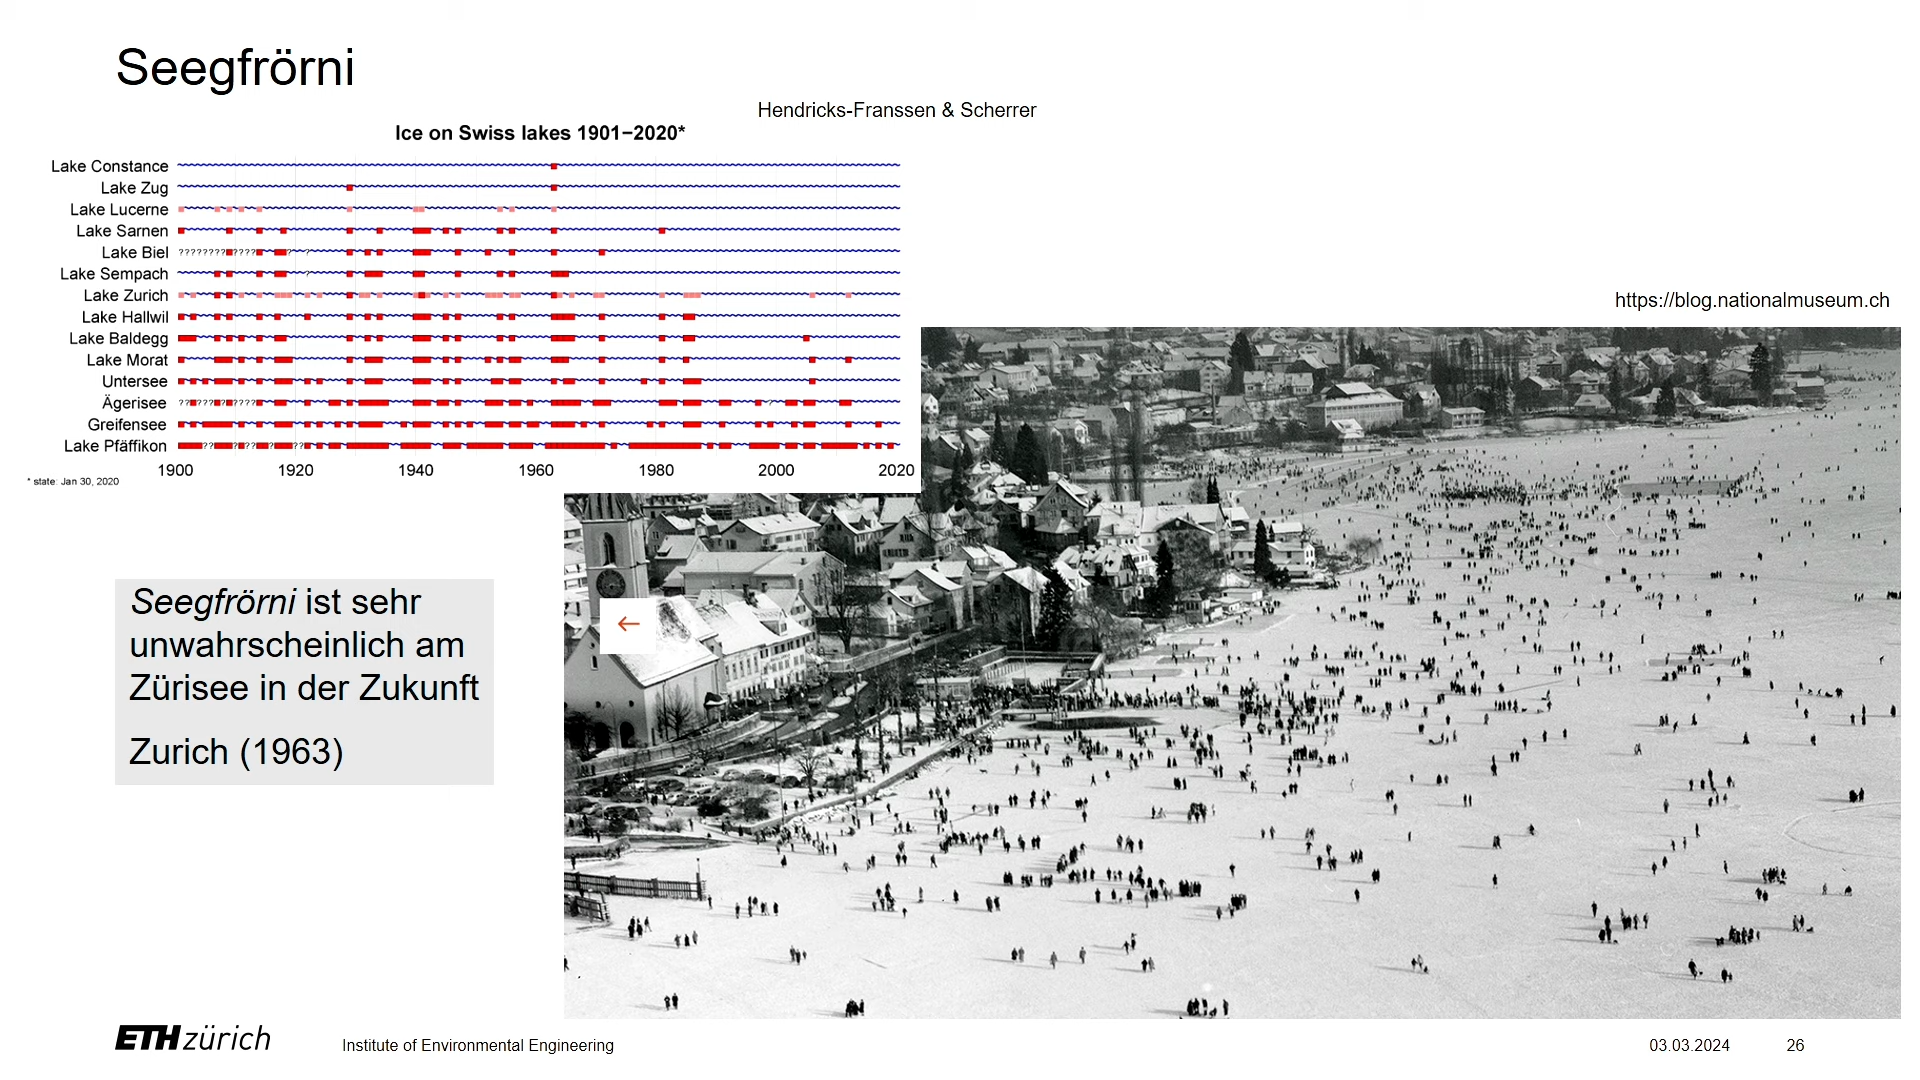 Seegfrörni
Hendricks-Franssen & Scherrer
Ice on Swiss lakes 1901−2020*
Lake Constance
Lake Zug
Lake Lucerne
Lake Sarnen
Lake Biel
Lake Sempach
Lake Zurich
Lake Hallwil
Lake Baldegg
Lake Morat
Untersee
Ägerisee
Greifensee
Lake Pfäffikon
1900 1920 1940 1960 1980 2000 2020
* state: Jan 30, 2020
https://blog.nationalmuseum.ch
Seegfrörni ist sehr
unwahrscheinlich am
Zürisee in der Zukunft
Zurich (1963)
ETH zürich
Institute of Environmental Engineering
03.03.2024
26